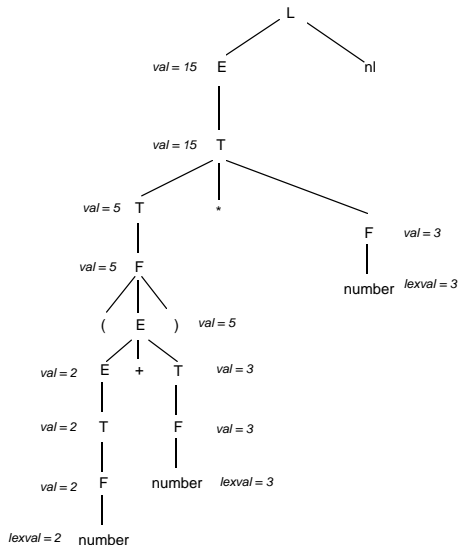 L
val = 15 E nl
val = 15 T
val = 5 T *
F val = 3
val = 5 F
number lexval = 3
( E ) val = 5
val = 2 E + T val = 3
val = 2 T F val = 3
val = 2 F number lexval = 3
lexval = 2 number